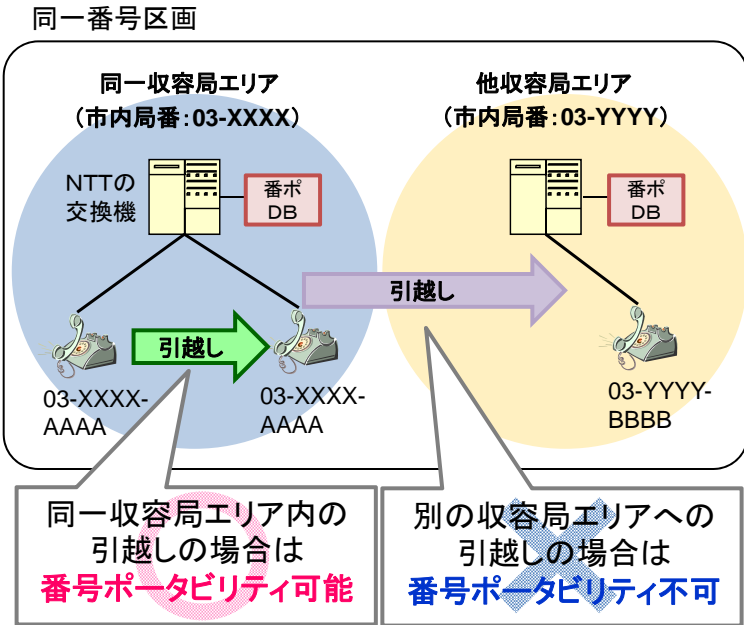 同一番号区画
同一収容局エリア
（市内局番：03-XXXX）
他収容局エリア
（市内局番：03-YYYY）
NTTの
交換機
番ポ
DB
番ポ
DB
引越し
引越し
03-XXXX-
AAAA
03-XXXX-
AAAA
03-YYYY-
BBBB
同一収容局エリア内の
引越しの場合は
番号ポータビリティ可能
別の収容局エリアへの
引越しの場合は
番号ポータビリティ不可